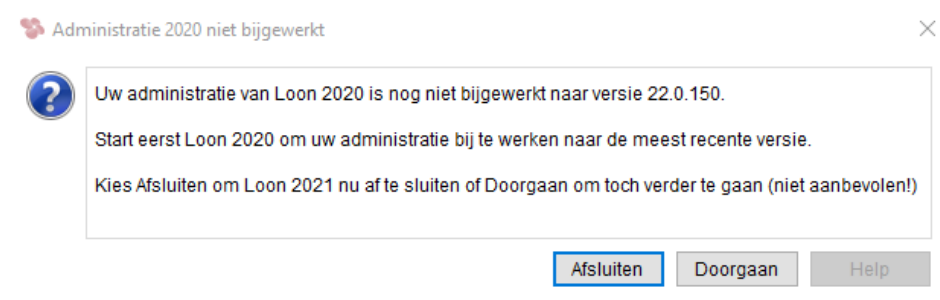 Administratie 2020 niet bijgewerkt
Uw administratie van Loon 2020 is nog niet bijgewerkt naar versie 22.0.150.
Start eerst Loon 2020 om uw administratie bij te werken naar de meest recente versie.
Kies Afsluiten om Loon 2021 nu af te sluiten of Doorgaan om toch verder te gaan (niet aanbevolen!)
Afsluiten Doorgaan Help